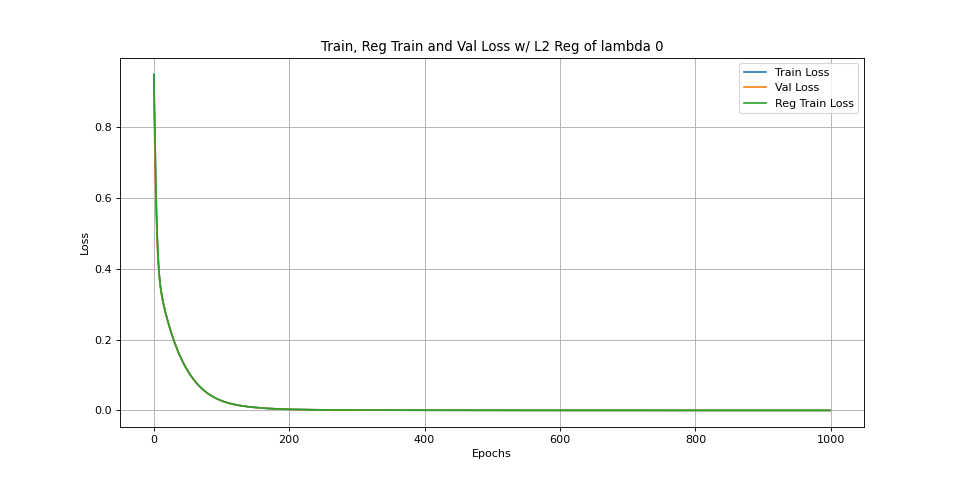 Train, Reg Train and Val Loss w/ L2 Reg of lambda 0
Train Loss
Val Loss
Reg Train Loss
Loss
0.8
0.6
0.4
0.2
0.0
0 200 400 600 800 1000
Epochs